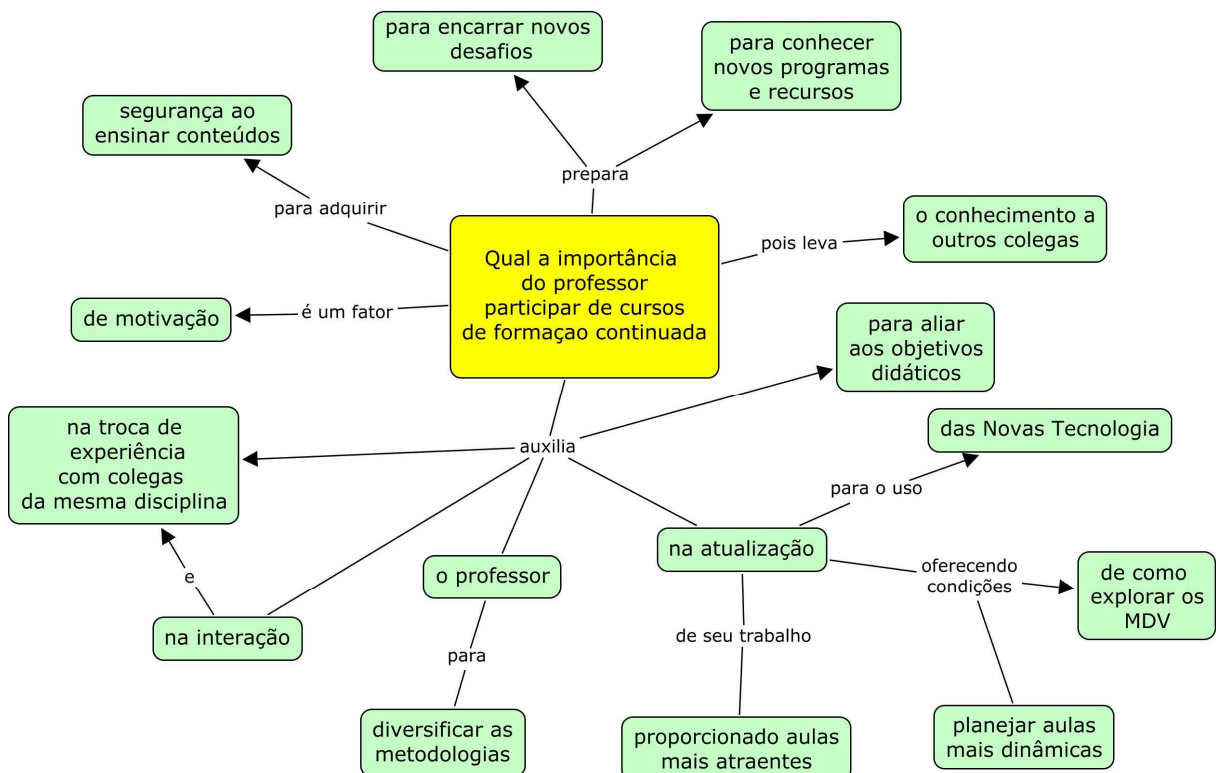 para encarrar novos
desafios
para conhecer
novos programas
e recursos
segurança ao
ensinar conteúdos
prepara
para adquirir
o conhecimento a
outros colegas
pois leva
Qual a importância
do professor
participar de cursos
de formaçao continuada
de motivação
é um fator
para aliar
aos objetivos
didáticos
na troca de
experiência
com colegas
da mesma disciplina
auxilia
das Novas Tecnologia
para o uso
na atualização
o professor
e
na interação
oferecendo
condições
de como
explorar os
MDV
de seu trabalho
para
diversificar as
metodologias
proporcionado aulas
mais atraentes
planejar aulas
mais dinâmicas